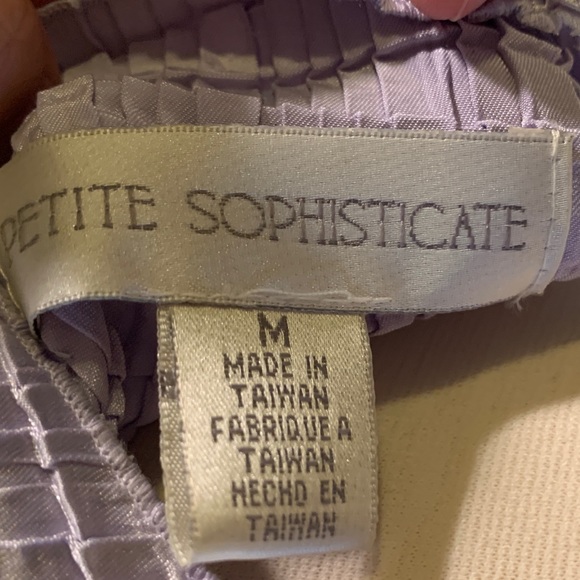 PETITE SOPHISTICATE
M
MADE IN
TAIWAN
FABRIQUE A
TAIWAN
HECHO EN
TAIWAN